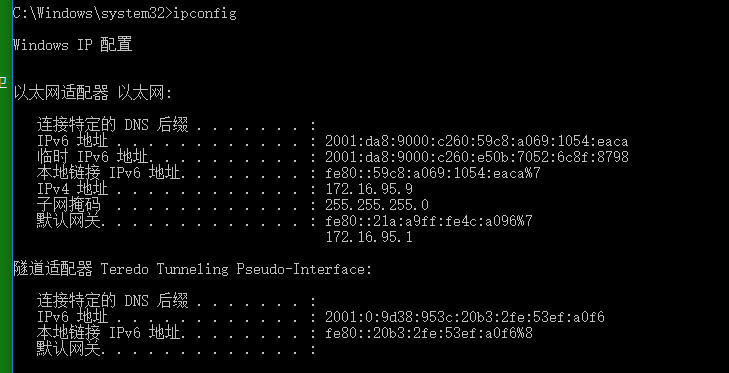 C:\Windows\system32>ipconfig
Windows IP 配置
以太网适配器 以太网:
连接特定的 DNS 后缀 . . . . . . . :
IPv6 地址 . . . . . . . . . . . . : 2001:da8:9000:c260:59c8:a069:1054:eaca
临时 IPv6 地址. . . . . . . . . . : 2001:da8:9000:c260:e50b:7052:6c8f:8798
本地链接 IPv6 地址. . . . . . . . : fe80::59c8:a069:1054:eaca%7
IPv4 地址 . . . . . . . . . . . . : 172.16.95.9
子网掩码 . . . . . . . . . . . . : 255.255.255.0
默认网关. . . . . . . . . . . . . : fe80::21a:a9ff:fe4c:a096%7
172.16.95.1
隧道适配器 Teredo Tunneling Pseudo-Interface:
连接特定的 DNS 后缀 . . . . . . . :
IPv6 地址 . . . . . . . . . . . . : 2001:0:9d38:953c:20b3:2fe:53ef:a0f6
本地链接 IPv6 地址. . . . . . . . : fe80::20b3:2fe:53ef:a0f6%8
默认网关. . . . . . . . . . . . . :